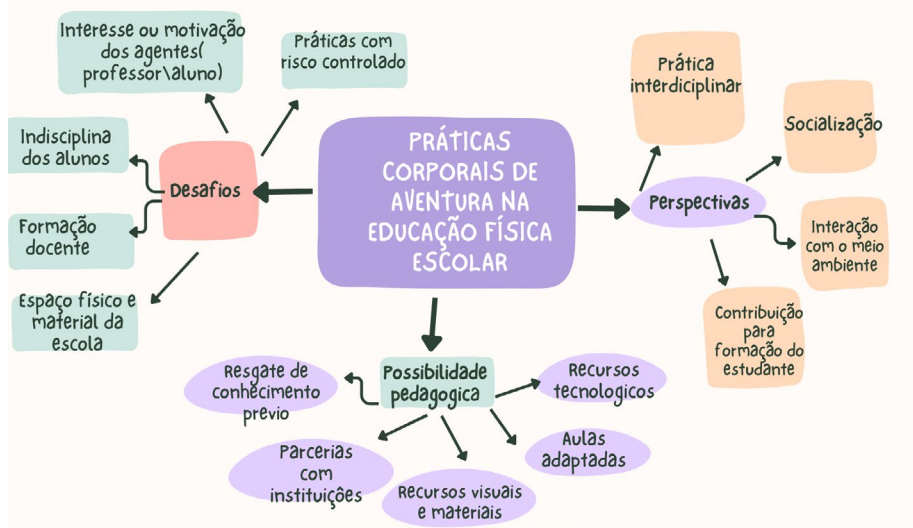 Interesse ou motivação
dos agentes(
professor\aluno)
Práticas com
risco controlado
Indisciplina
dos alunos
Desafios
Formação
docente
Espaço físico e
material da
escola
PRÁTICAS
CORPORAIS DE
AVENTURA NA
EDUCAÇÃO FÍSICA
ESCOLAR
Prática
interdiciplinar
Socialização
Perspectivas
Interação
com o meio
ambiente
Contribuição
para
formação do
estudante
Possibilidade
pedagogica
Resgate de
conhecimento
prévio
Parcerias
com
instituições
Recursos visuais
e materiais
Aulas
adaptadas
Recursos
tecnologicos